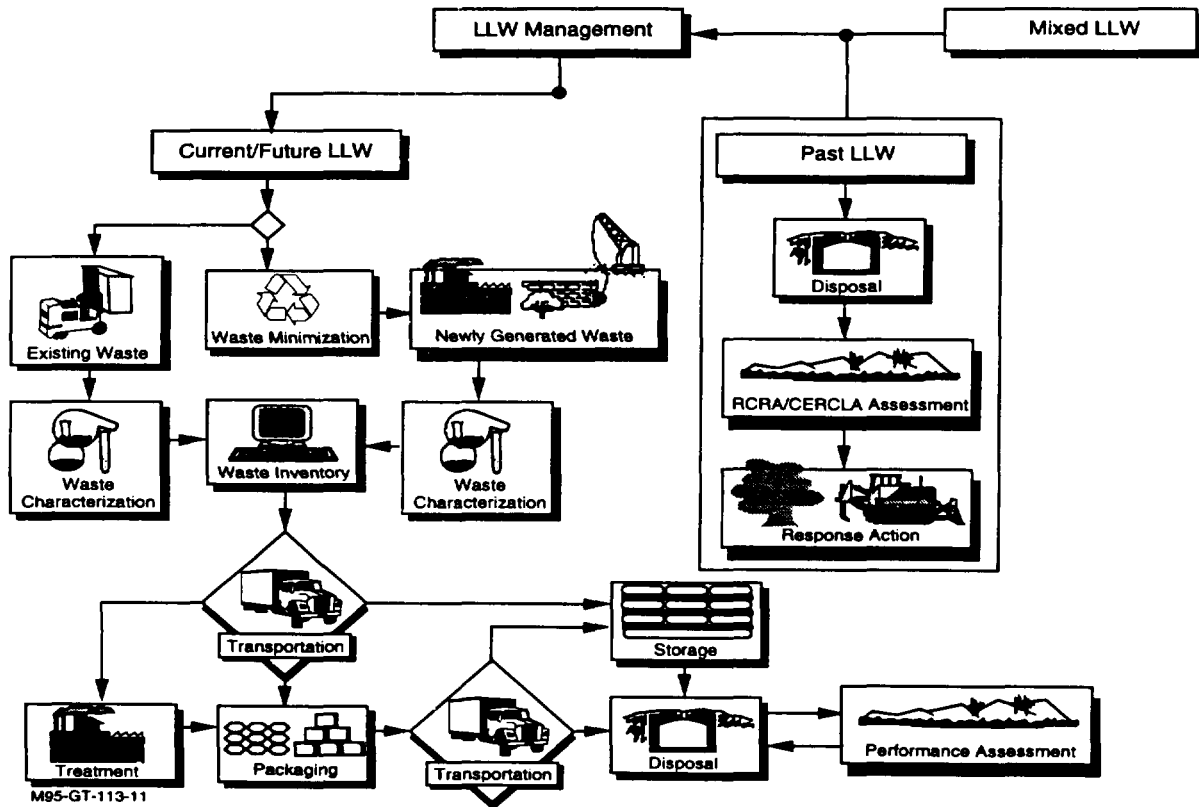 LLW Management
Mixed LLW
Current/Future LLW
Past LLW
Existing Waste
Waste Minimization
Newly Generated Waste
Disposal
RCRA/CERCLA Assessment
Waste
Characterization
Waste Inventory
Waste
Characterization
Response Action
Transportation
Storage
Treatment
Packaging
Transportation
Disposal
Performance Assessment
M95-GT-113-11